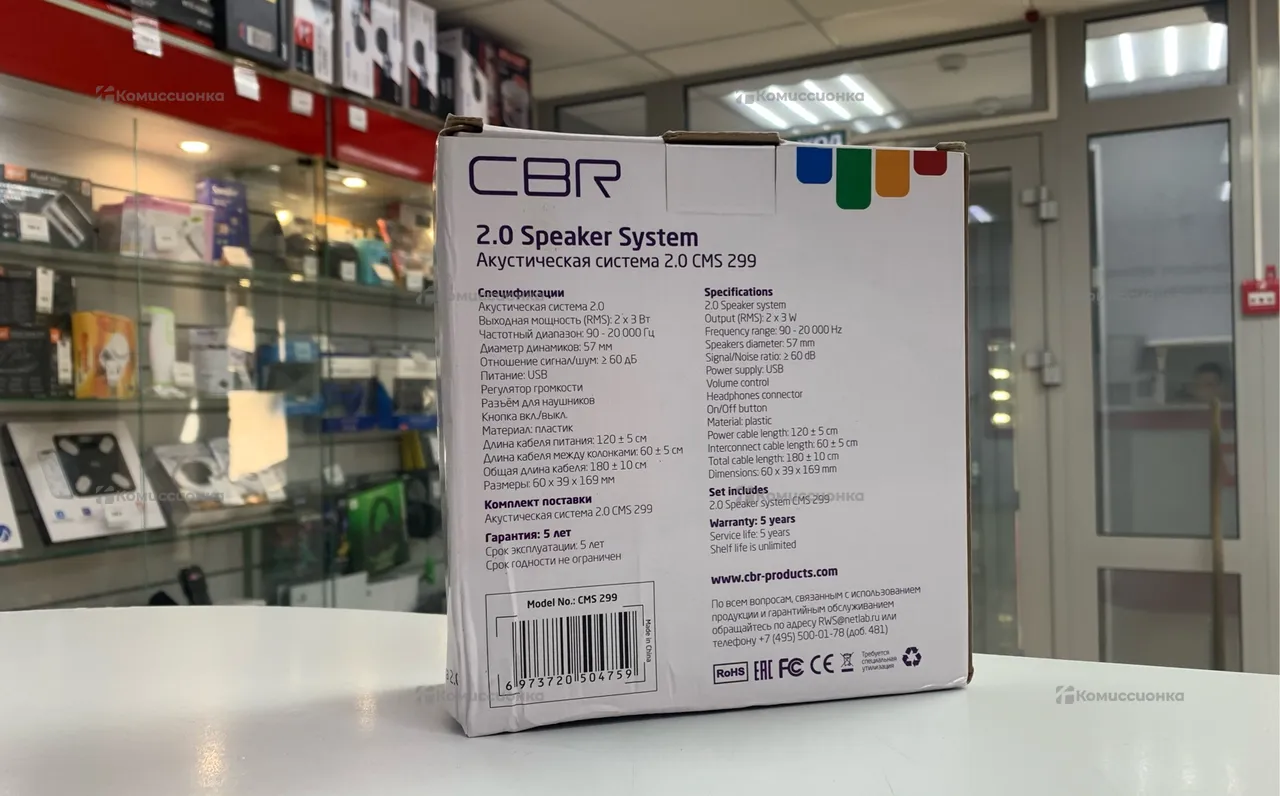 CBR
2.0 Speaker System
Акустическая система 2.0 CMS 299
Спецификации
Акустическая система 2.0
Выходная мощность (RMS): 2 x 3 Вт
Частотный диапазон: 90 - 20 000 Гц
Диаметр динамиков: 57 мм
Отношение сигнал/шум: ≥ 60 дБ
Питание: USB
Регулятор громкости
Разъём для наушников
Кнопка вкл./выкл.
Материал: пластик
Длина кабеля питания: 120 ± 5 см
Длина кабеля между колонками: 60 ± 5 см
Общая длина кабеля: 180 ± 10 см
Размеры: 60 x 39 x 169 мм
Комплект поставки
Акустическая система 2.0 CMS 299
Гарантия: 5 лет
Срок эксплуатации: 5 лет
Срок годности не ограничен
Model No.: CMS 299
Made in China
6 973720 504759
Specifications
2.0 Speaker system
Output (RMS): 2 x 3 W
Frequency range: 90 - 20 000 Hz
Speakers diameter: 57 mm
Signal/Noise ratio: ≥ 60 dB
Power supply: USB
Volume control
Headphones connector
On/Off button
Material: plastic
Power cable length: 120 ± 5 cm
Interconnect cable length: 60 ± 5 cm
Total cable length: 180 ± 10 cm
Dimensions: 60 x 39 x 169 mm
Set includes
2.0 Speaker system CMS 299
Warranty: 5 years
Service life: 5 years
Shelf life is unlimited
www.cbr-products.com
По всем вопросам, связанным с использованием
продукции и гарантийным обслуживанием
обращайтесь по адресу RWS@netlab.ru или
телефону +7 (495) 500-01-78 (доб. 481)
RoHS EAC FC CE
Требуется
специальная
утилизация
Комиссионка
Комиссионка
Комиссионка
Комиссионка
Комиссионка
Комиссионка
Комиссионка